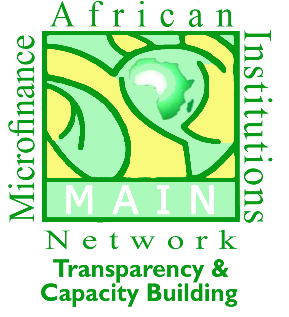 African
Microfinance
Institutions
MAIN
Network
Transparency &
Capacity Building